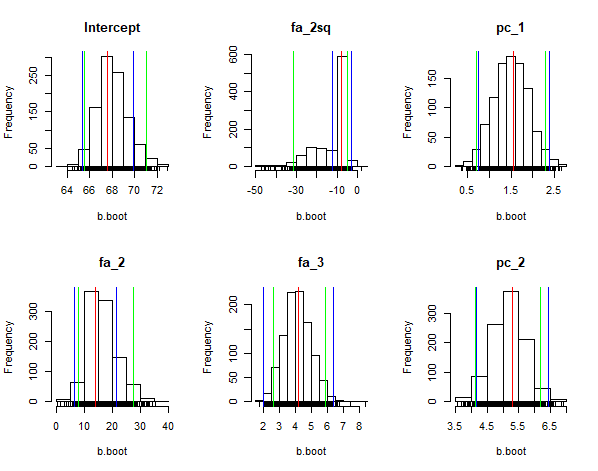 Intercept
Frequency
0 50 150 250
64 66 68 70 72
b.boot
fa_2sq
Frequency
0 200 400 600
-50 -30 -10 0
b.boot
pc_1
Frequency
0 50 100 150
0.5 1.5 2.5
b.boot
fa_2
Frequency
0 100 200 300
0 10 20 30 40
b.boot
fa_3
Frequency
0 50 100 200
2 3 4 5 6 7 8
b.boot
pc_2
Frequency
0 100 200 300
3.5 4.5 5.5 6.5
b.boot